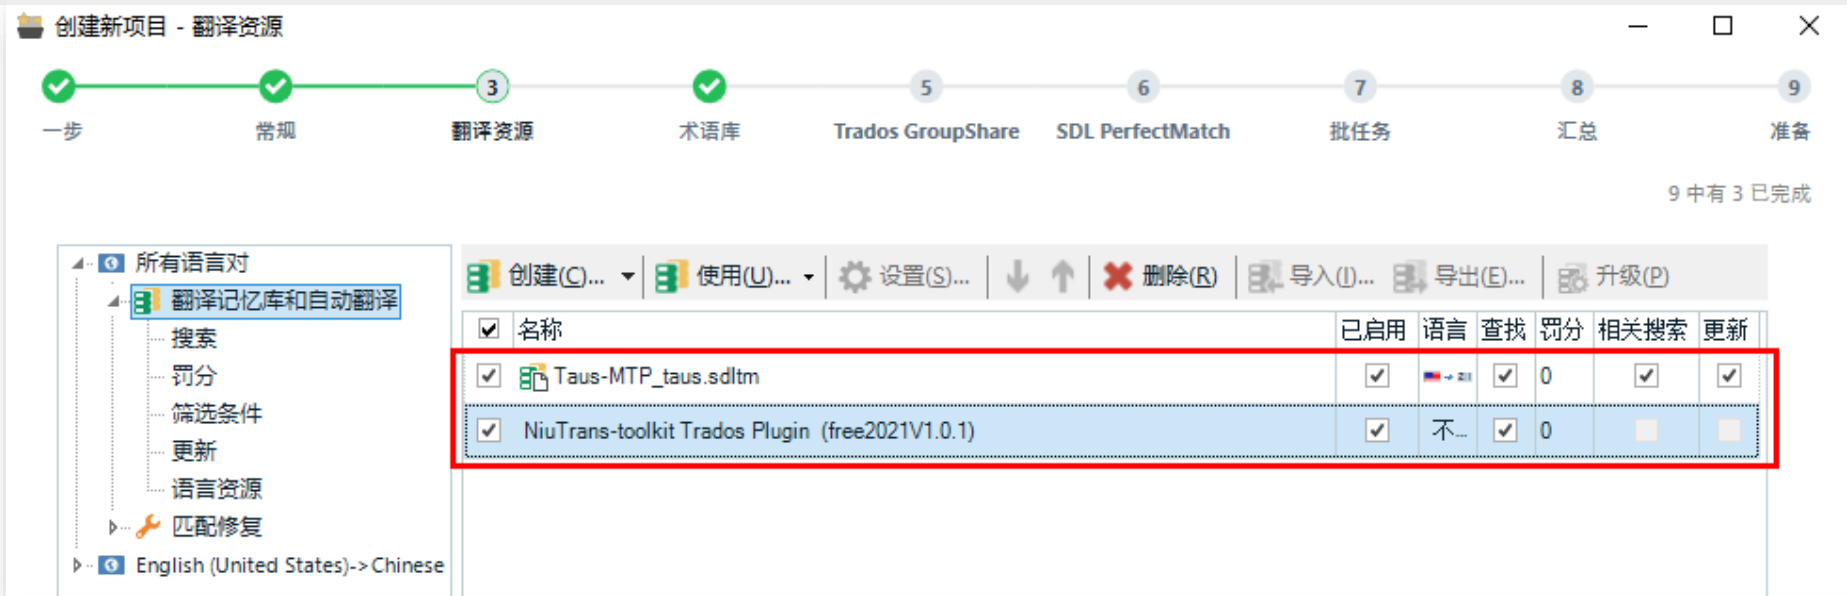 创建新项目 - 翻译资源
3 5 6 7 8 9
一步 常规 翻译资源 术语库 Trados GroupShare SDL PerfectMatch 批任务 汇总 准备
9 中有 3 已完成
所有语言对
翻译记忆库和自动翻译
搜索
罚分
筛选条件
更新
语言资源
匹配修复
English (United States)->Chinese
创建(C)... 使用(U)... 设置(S)... 删除(R) 导入(I)... 导出(E)... 升级(P)
名称 已启用 语言 查找 罚分 相关搜索 更新
Taus-MTP_taus.sdltm 0
NiuTrans-toolkit Trados Plugin (free2021V1.0.1) 不... 0